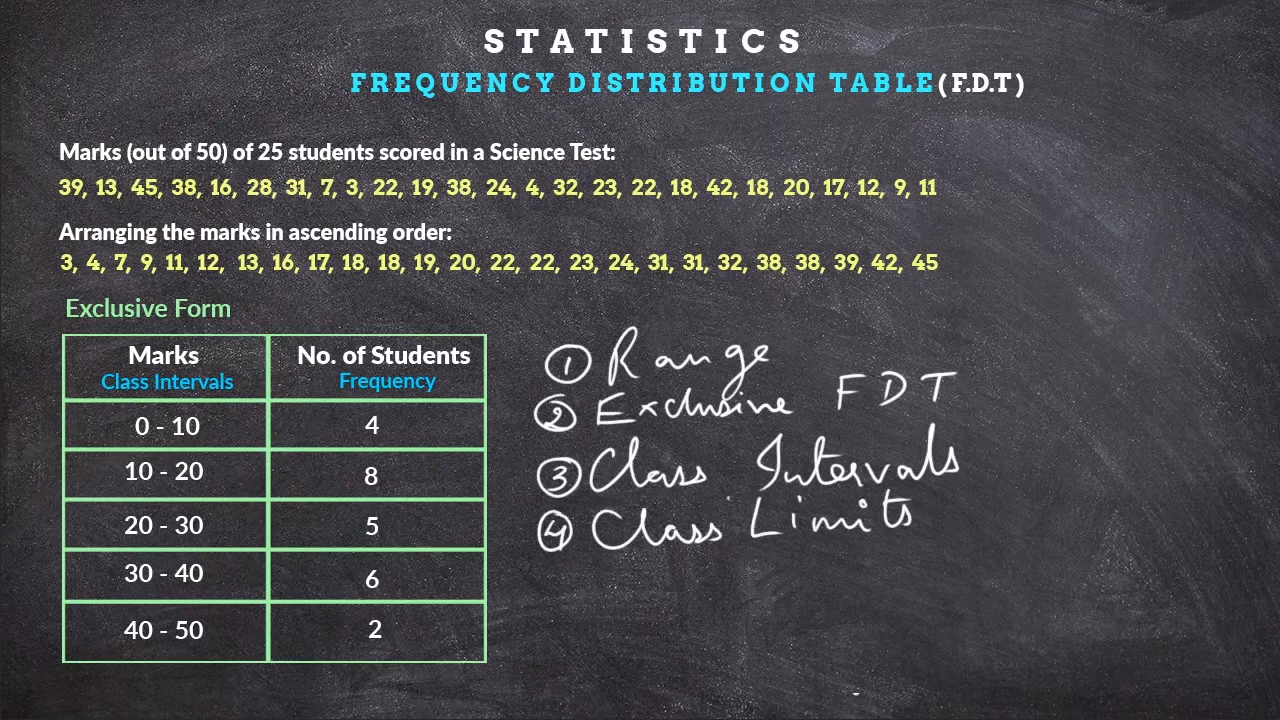 STATISTICS
FREQUENCY DISTRIBUTION TABLE (F.D.T)
Marks (out of 50) of 25 students scored in a Science Test:
39, 13, 45, 38, 16, 28, 31, 7, 3, 22, 19, 38, 24, 4, 32, 23, 22, 18, 42, 18, 20, 17, 12, 9, 11
Arranging the marks in ascending order:
3, 4, 7, 9, 11, 12, 13, 16, 17, 18, 18, 19, 20, 22, 22, 23, 24, 31, 31, 32, 38, 38, 39, 42, 45
Exclusive Form
Marks No. of Students
Class Intervals Frequency
0 - 10 4
10 - 20 8
20 - 30 5
30 - 40 6
40 - 50 2
① Range
② Exclusive FDT
③ Class Intervals
④ Class Limits